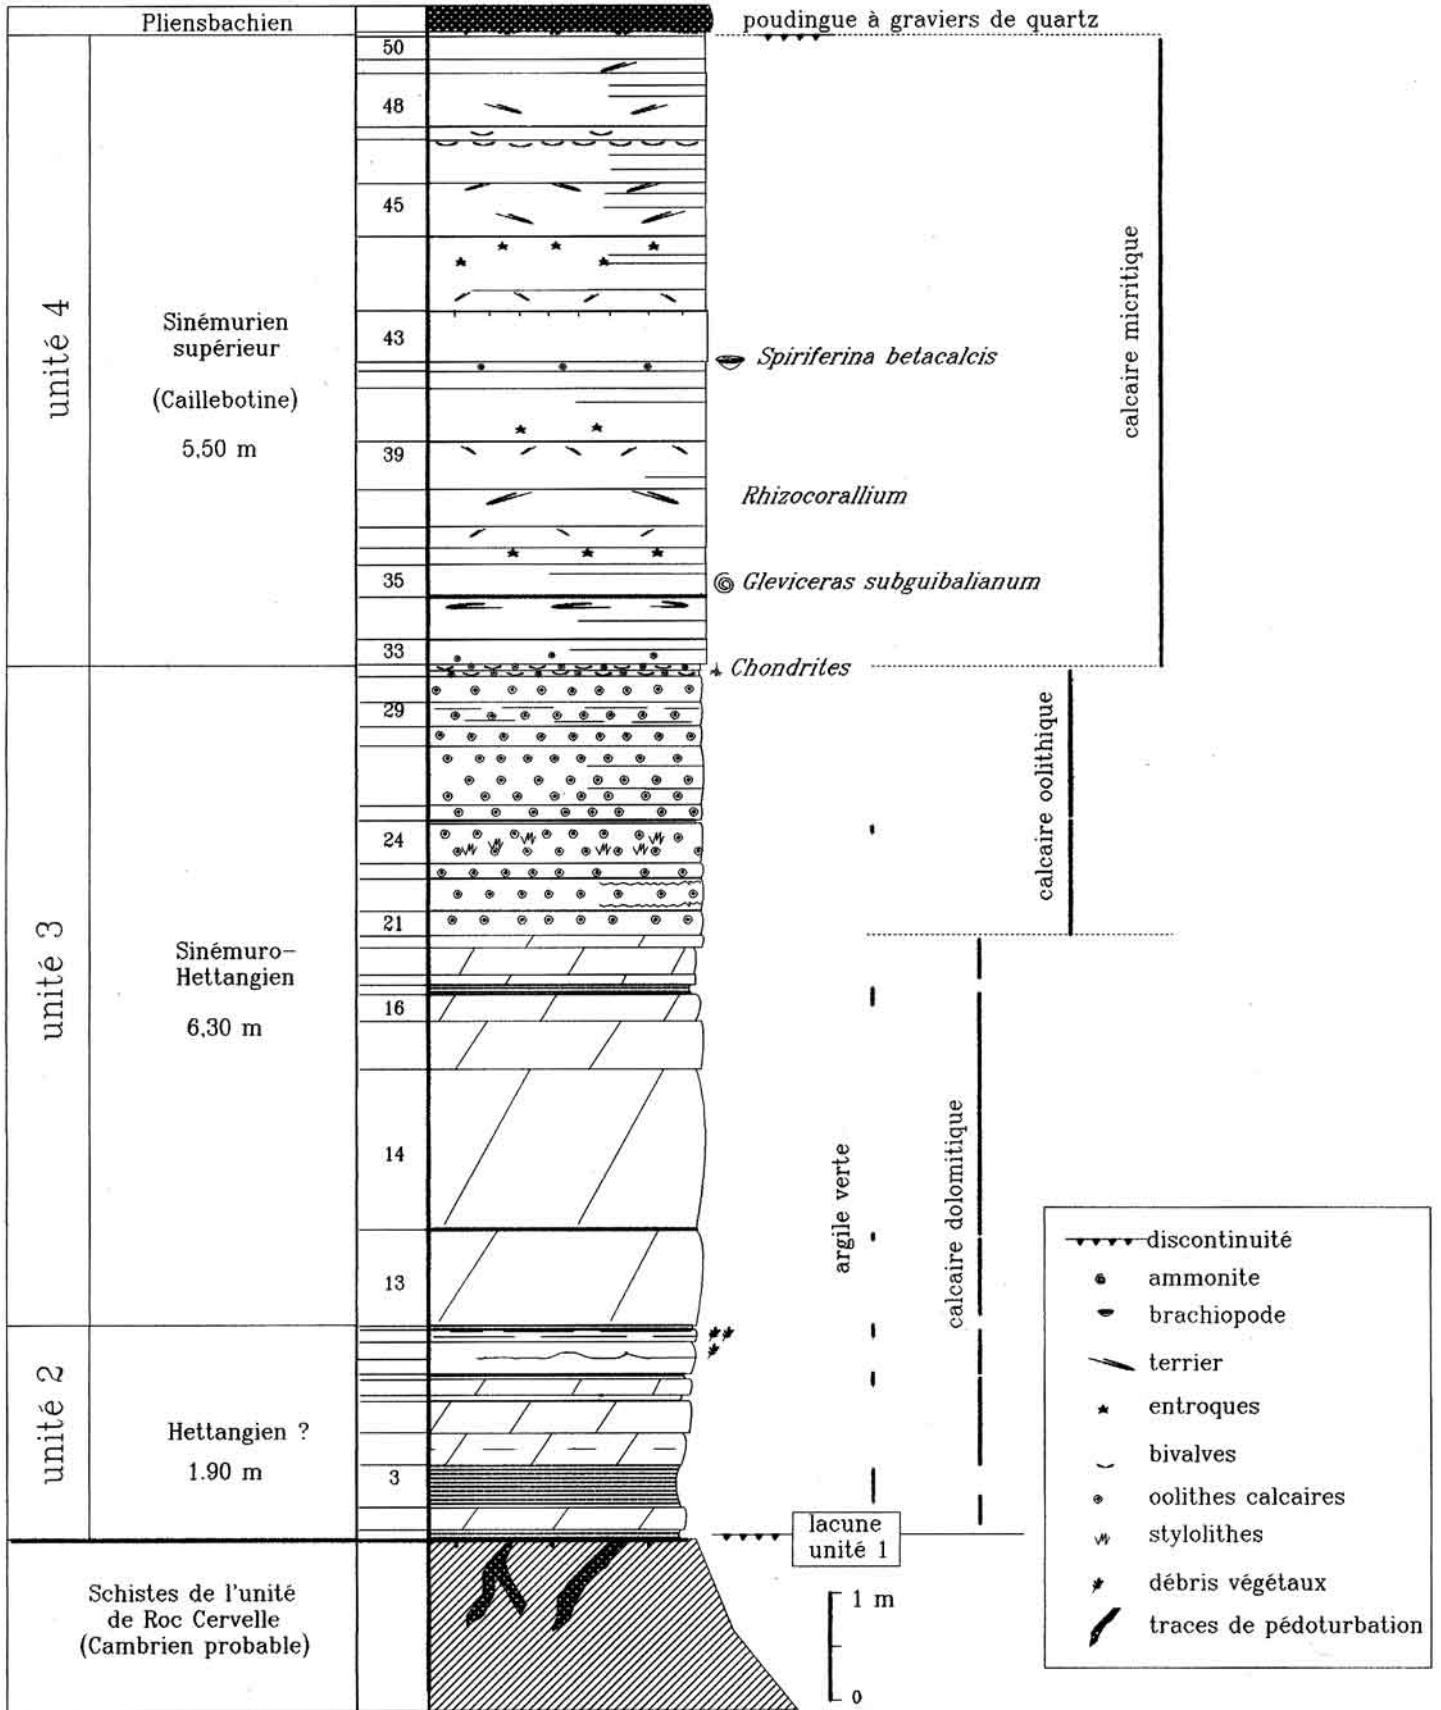 Pliensbachien
poudingue à graviers de quartz
50
48
45
unité 4
Sinémurien
supérieur
(Caillebotine)
5,50 m
43
Spiriferina betacalcis
calcaire micritique
39
Rhizocorallium
35
Gleviceras subguibalianum
33
Chondrites
29
calcaire oolithique
24
21
unité 3
Sinémuro-
Hettangien
6,30 m
16
14
13
argile verte
calcaire dolomitique
unité 2
Hettangien ?
1.90 m
3
lacune
unité 1
Schistes de l'unité
de Roc Cervelle
(Cambrien probable)
1 m
0
discontinuité
ammonite
brachiopode
terrier
entroques
bivalves
oolithes calcaires
stylolithes
débris végétaux
traces de pédoturbation